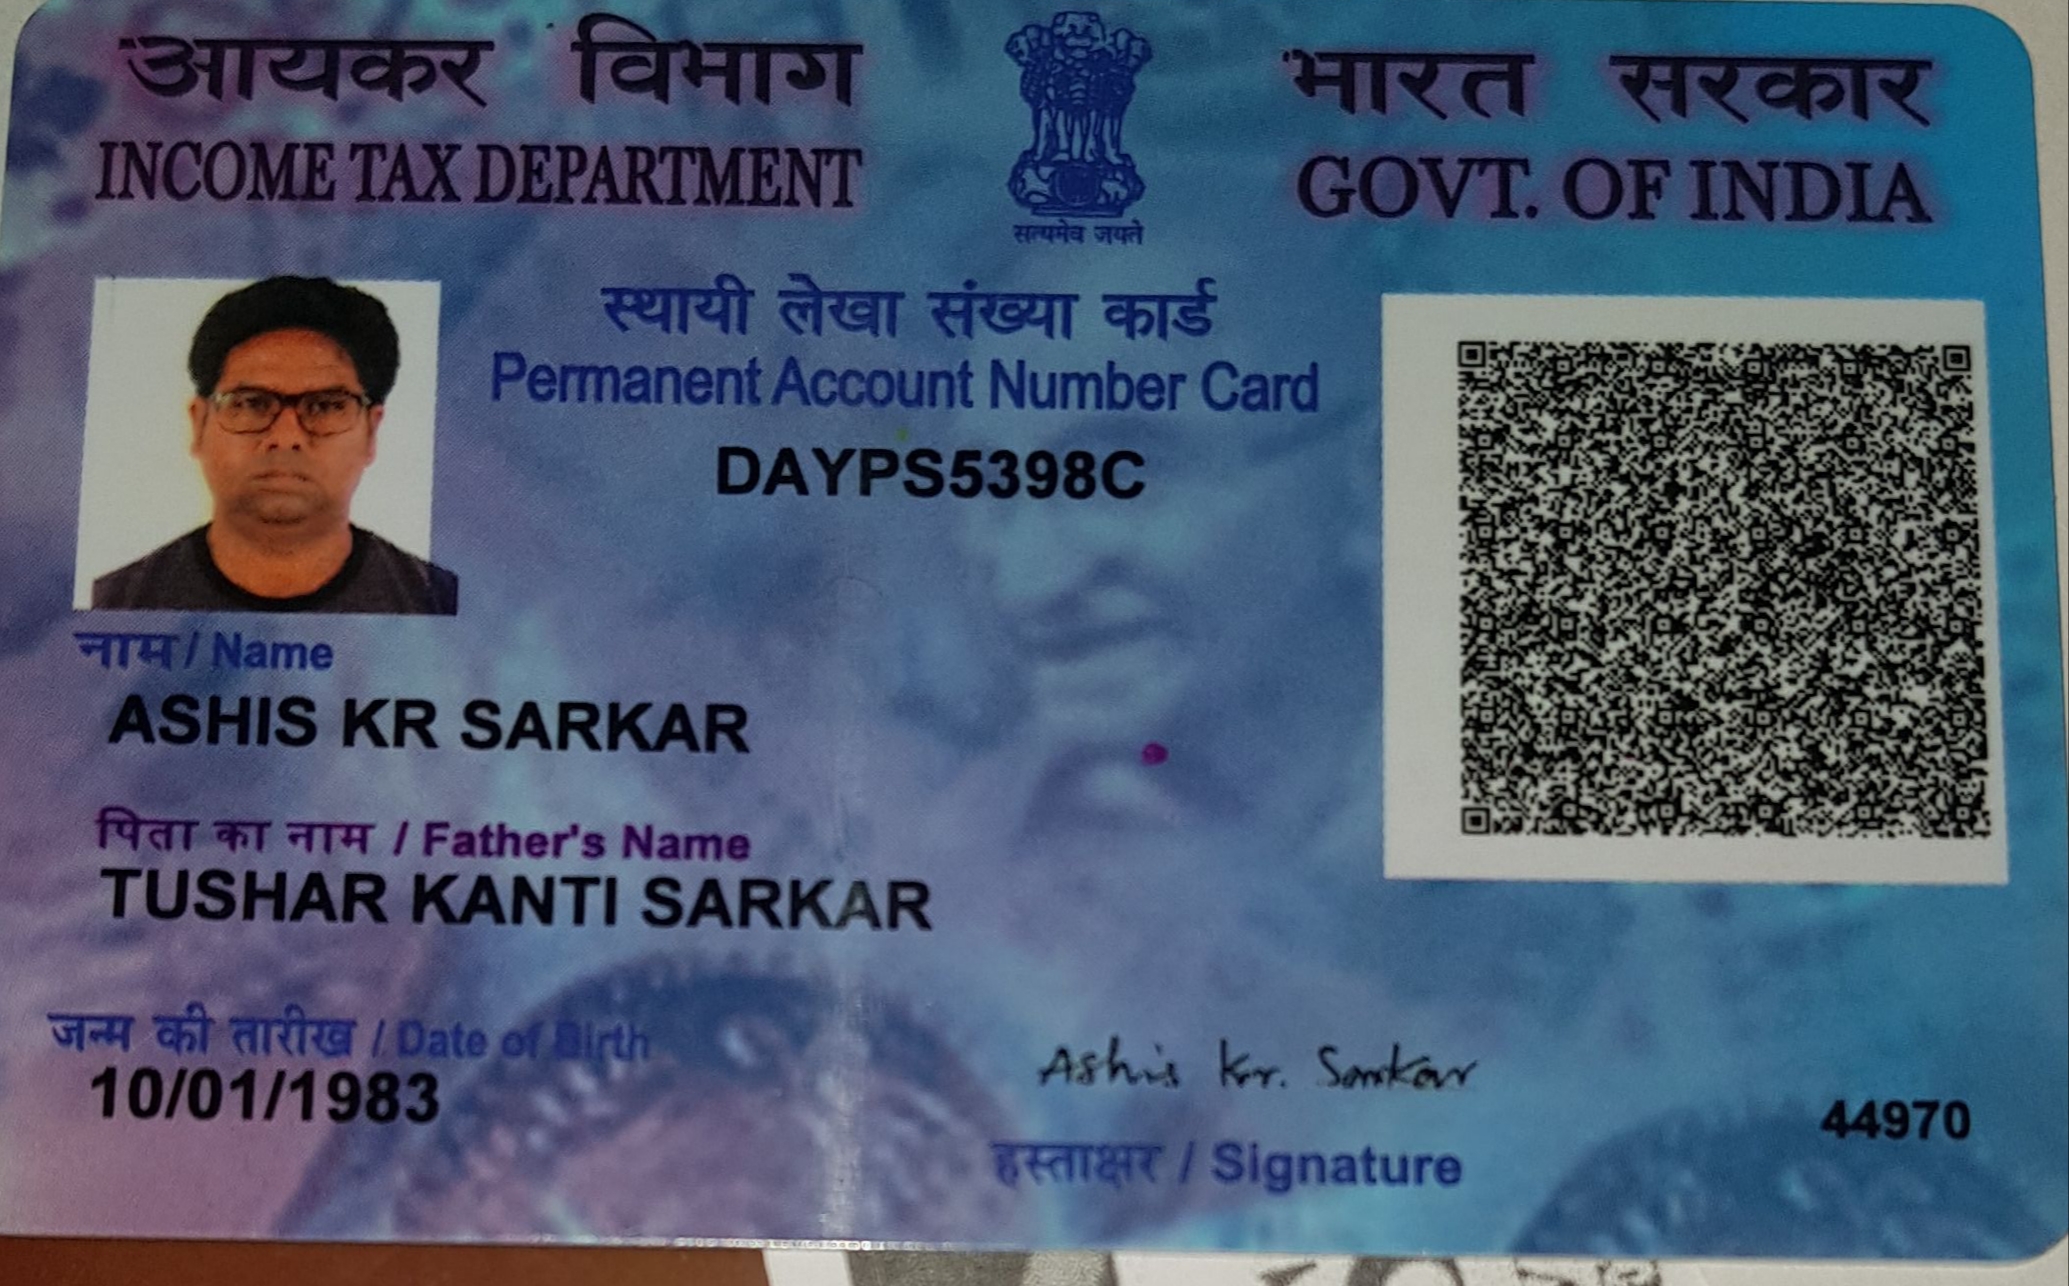 आयकर विभाग
INCOME TAX DEPARTMENT
सत्यमेव जयते
भारत सरकार
GOVT. OF INDIA
स्थायी लेखा संख्या कार्ड
Permanent Account Number Card
DAYPS5398C
नाम / Name
ASHIS KR SARKAR
पिता का नाम / Father's Name
TUSHAR KANTI SARKAR
जन्म की तारीख / Date of Birth
10/01/1983
Ashis Kr. Sarkar
हस्ताक्षर / Signature
44970